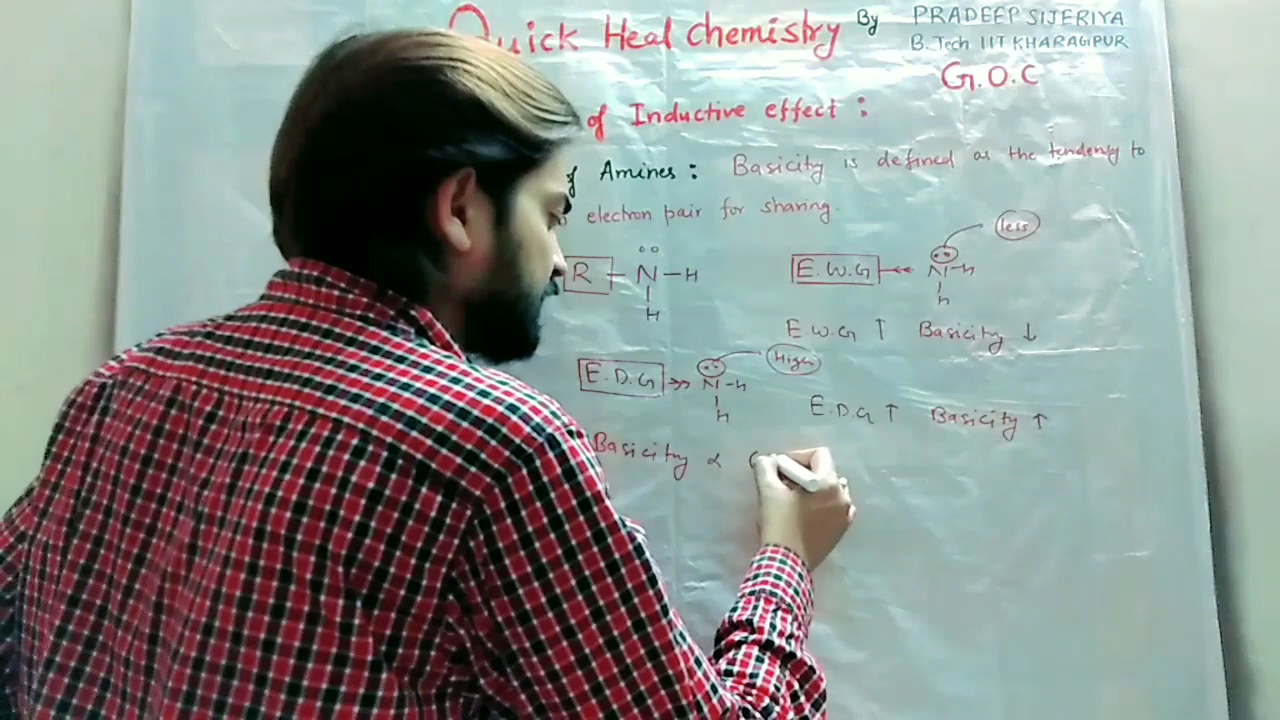 Quick Heal Chemistry By PRADEEP SIJERIYA
B.Tech IIT KHARAGPUR
G.O.C
of Inductive effect :
of Amines : Basicity is defined as the tendency to
electron pair for sharing.
R – N̈ – H
H
E.W.G N – H
H
less
E.W.G ↑ Basicity ↓
E.D.G N – H
H
High
E.D.G ↑ Basicity ↑
Basicity ∝